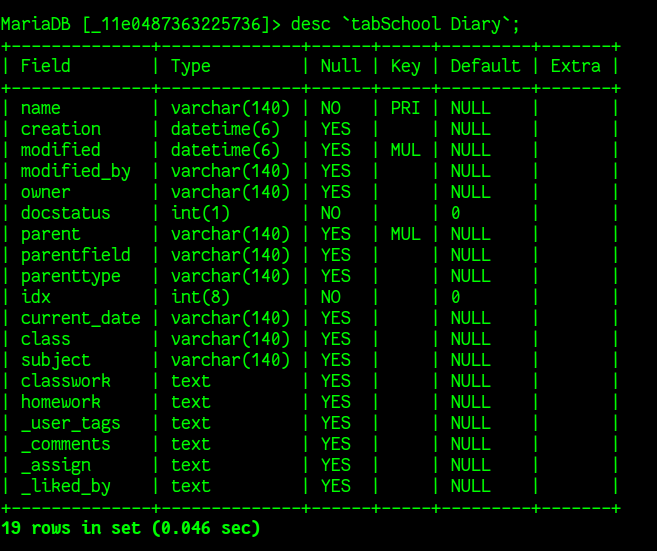 MariaDB [_11e0487363225736]> desc `tabSchool Diary`;
+--------------+--------------+------+-----+---------+-------+
| Field        | Type         | Null | Key | Default | Extra |
+--------------+--------------+------+-----+---------+-------+
| name         | varchar(140) | NO   | PRI | NULL    |       |
| creation     | datetime(6)  | YES  |     | NULL    |       |
| modified     | datetime(6)  | YES  | MUL | NULL    |       |
| modified_by  | varchar(140) | YES  |     | NULL    |       |
| owner        | varchar(140) | YES  |     | NULL    |       |
| docstatus    | int(1)       | NO   |     | 0       |       |
| parent       | varchar(140) | YES  | MUL | NULL    |       |
| parentfield  | varchar(140) | YES  |     | NULL    |       |
| parenttype   | varchar(140) | YES  |     | NULL    |       |
| idx          | int(8)       | NO   |     | 0       |       |
| current_date | varchar(140) | YES  |     | NULL    |       |
| class        | varchar(140) | YES  |     | NULL    |       |
| subject      | varchar(140) | YES  |     | NULL    |       |
| classwork    | text         | YES  |     | NULL    |       |
| homework     | text         | YES  |     | NULL    |       |
| _user_tags   | text         | YES  |     | NULL    |       |
| _comments    | text         | YES  |     | NULL    |       |
| _assign      | text         | YES  |     | NULL    |       |
| _liked_by    | text         | YES  |     | NULL    |       |
+--------------+--------------+------+-----+---------+-------+
19 rows in set (0.046 sec)